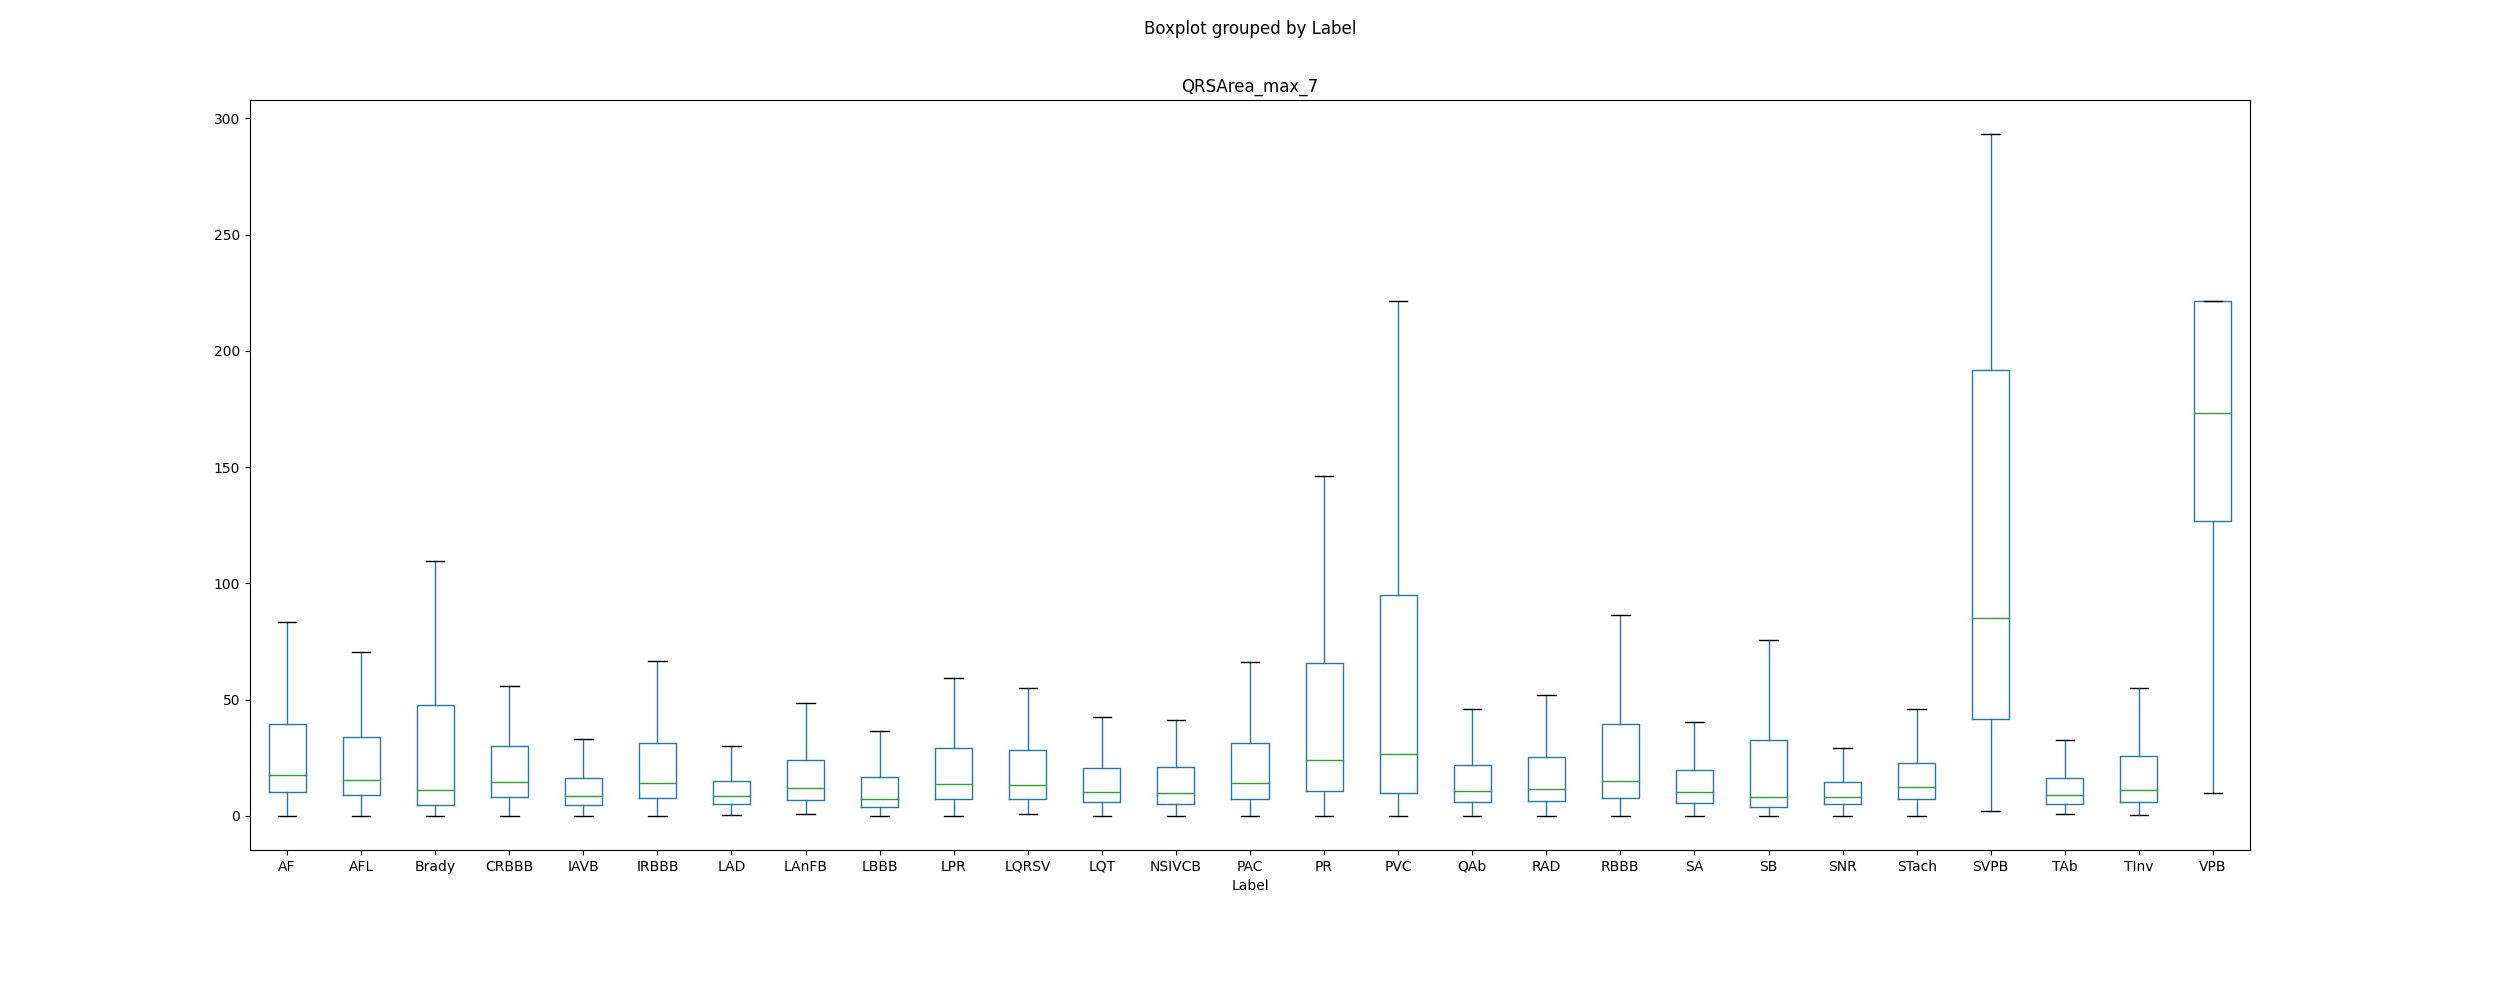 Boxplot grouped by Label
QRSArea_max_7
300
250
200
150
100
50
0
AF AFL Brady CRBBB IAVB IRBBB LAD LAnFB LBBB LPR LQRSV LQT NSIVCB PAC PR PVC QAb RAD RBBB SA SB SNR STach SVPB TAb TInv VPB
Label